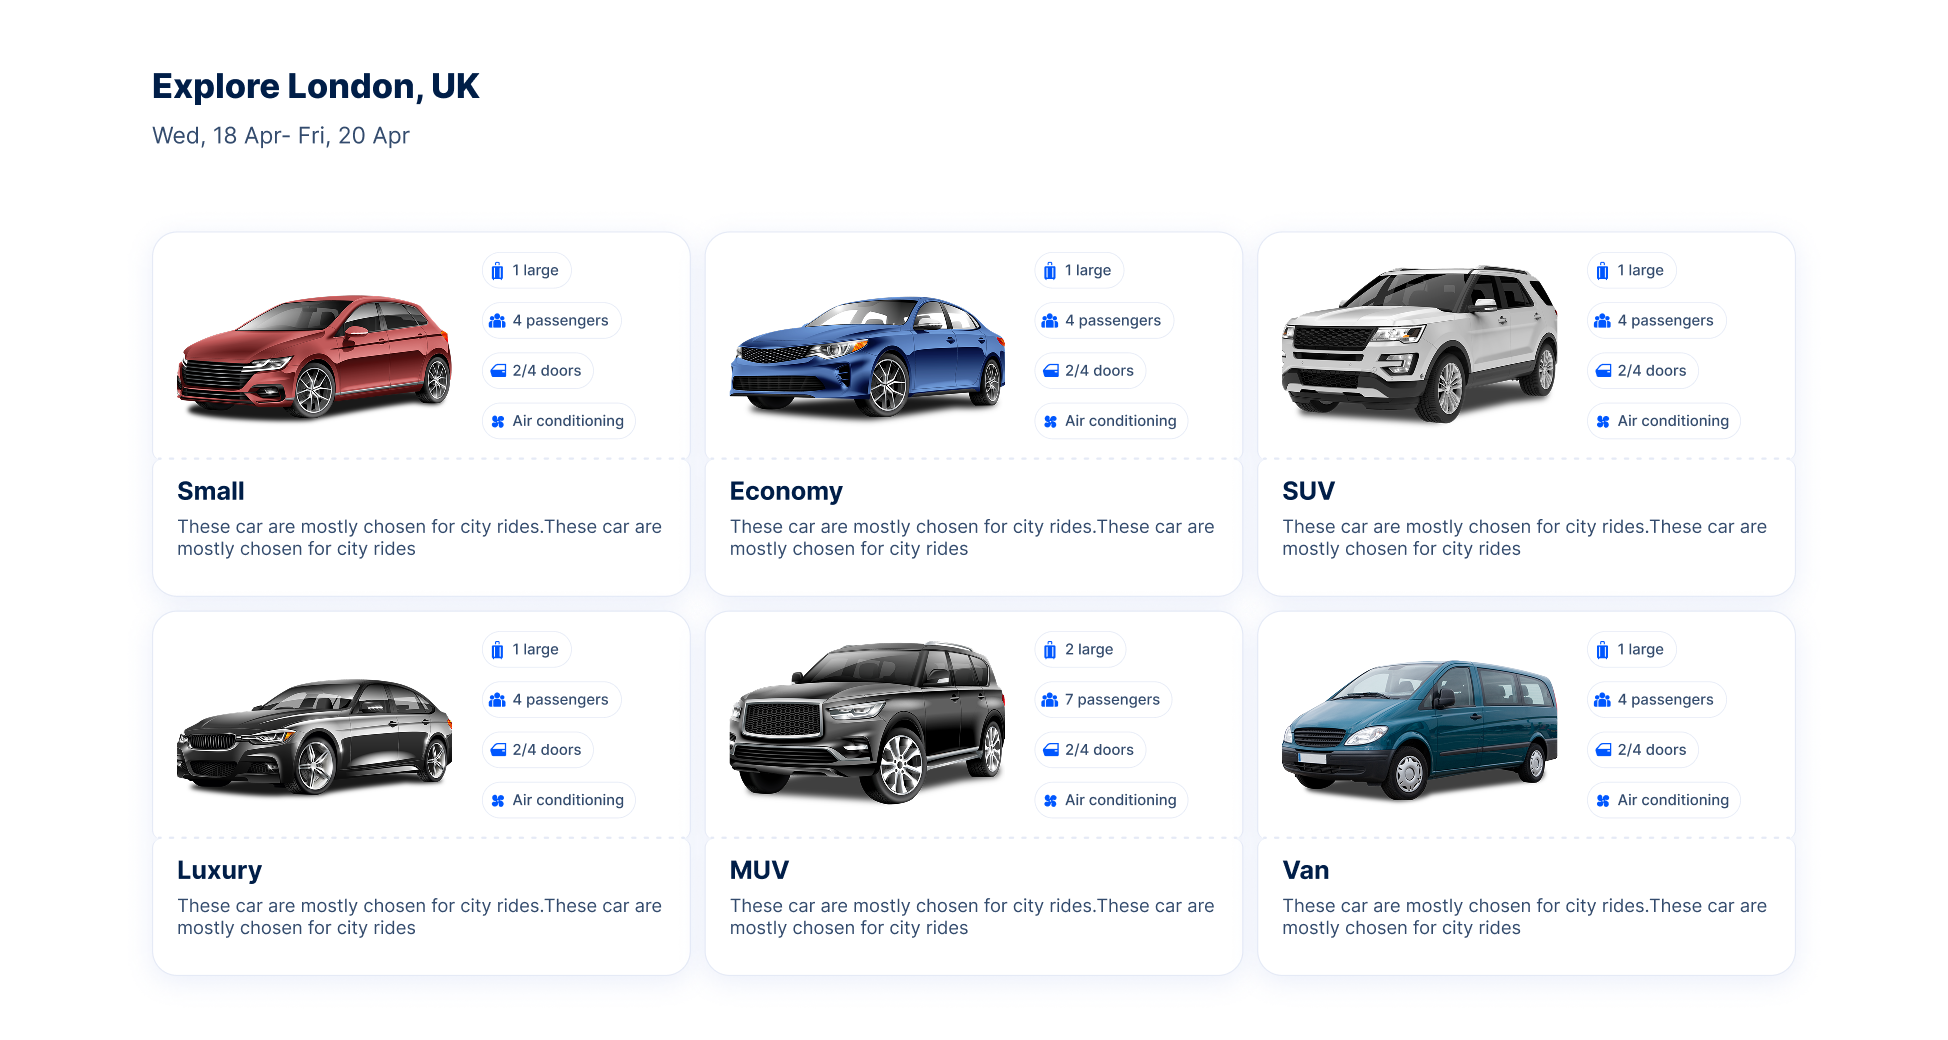 Explore London, UK
Wed, 18 Apr- Fri, 20 Apr
1 large
4 passengers
2/4 doors
Air conditioning
Small
These car are mostly chosen for city rides.These car are
mostly chosen for city rides
1 large
4 passengers
2/4 doors
Air conditioning
Economy
These car are mostly chosen for city rides.These car are
mostly chosen for city rides
1 large
4 passengers
2/4 doors
Air conditioning
SUV
These car are mostly chosen for city rides.These car are
mostly chosen for city rides
1 large
4 passengers
2/4 doors
Air conditioning
Luxury
These car are mostly chosen for city rides.These car are
mostly chosen for city rides
2 large
7 passengers
2/4 doors
Air conditioning
MUV
These car are mostly chosen for city rides.These car are
mostly chosen for city rides
1 large
4 passengers
2/4 doors
Air conditioning
Van
These car are mostly chosen for city rides.These car are
mostly chosen for city rides